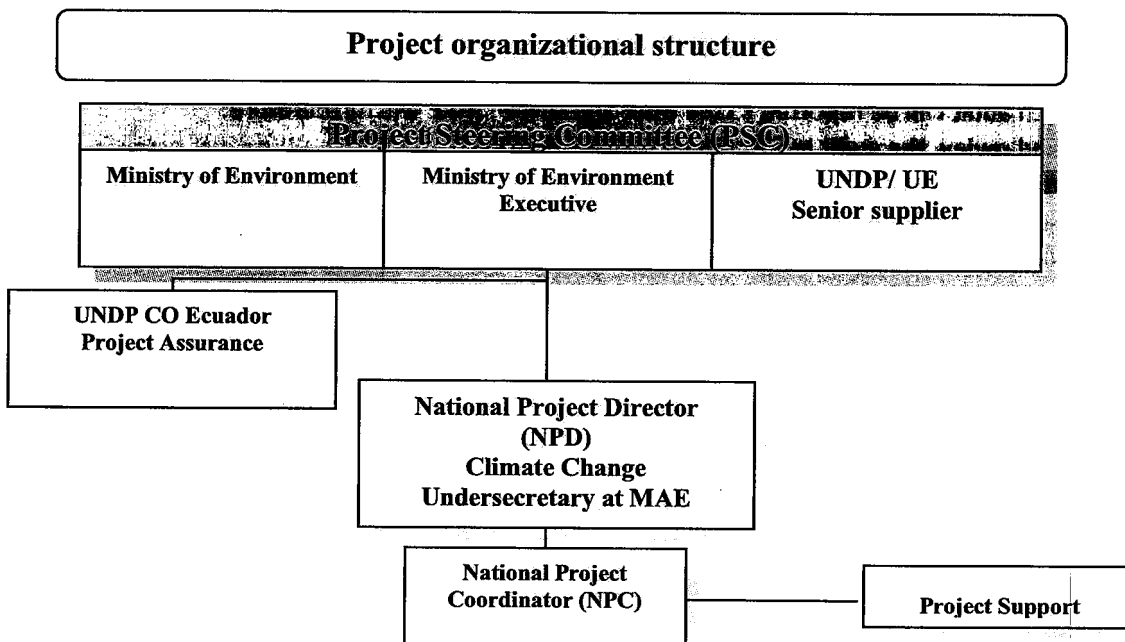 Project organizational structure
Project Steering Committee (PSC)
Ministry of Environment
Ministry of Environment
Executive
UNDP/ UE
Senior supplier
UNDP CO Ecuador
Project Assurance
National Project Director
(NPD)
Climate Change
Undersecretary at MAE
National Project
Coordinator (NPC)
Project Support